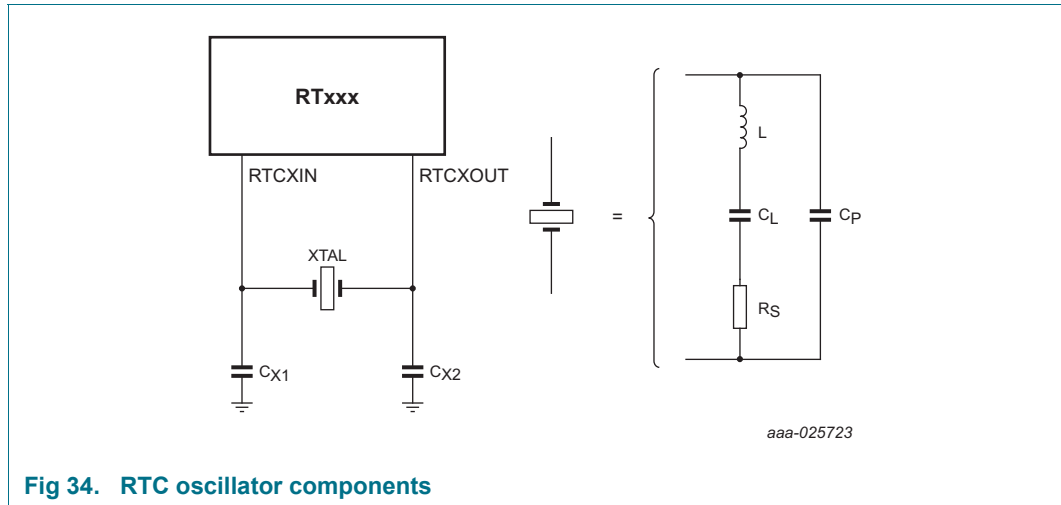 RTxxx
RTCXIN
RTCXOUT
XTAL
CX1
CX2
=
L
CL
CP
RS
aaa-025723
Fig 34. RTC oscillator components